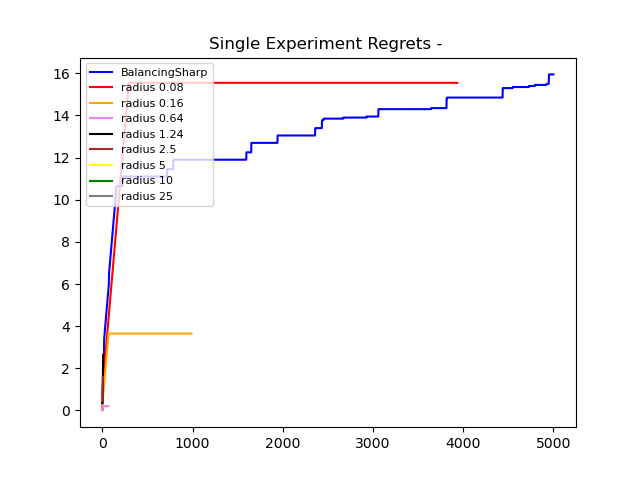 Single Experiment Regrets -
16
14
12
10
8
6
4
2
0
BalancingSharp
radius 0.08
radius 0.16
radius 0.64
radius 1.24
radius 2.5
radius 5
radius 10
radius 25
0 1000 2000 3000 4000 5000